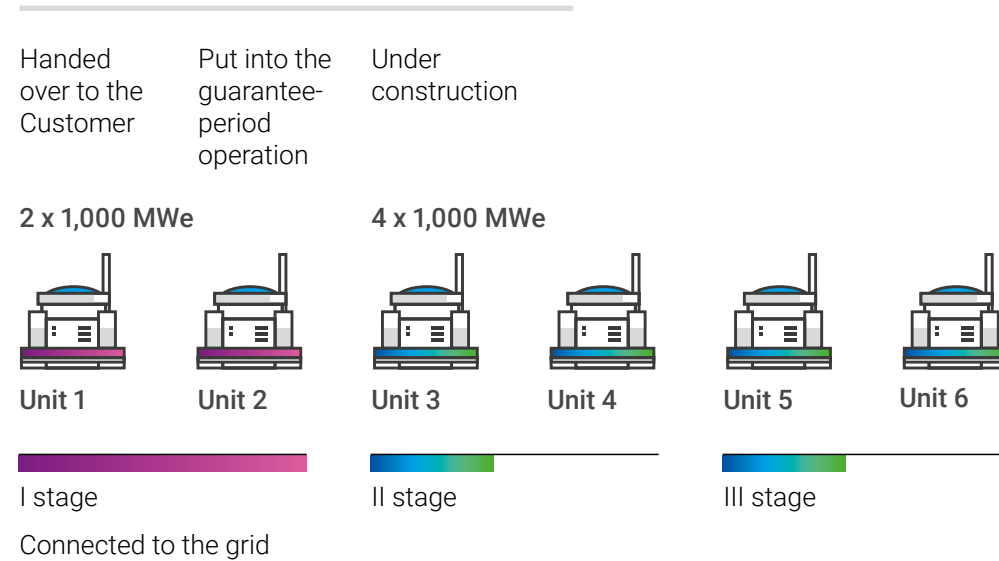 Handed
over to the
Customer
Put into the
guarantee-
period
operation
Under
construction
2 x 1,000 MWe
4 x 1,000 MWe
Unit 1
Unit 2
Unit 3
Unit 4
Unit 5
Unit 6
I stage
II stage
III stage
Connected to the grid